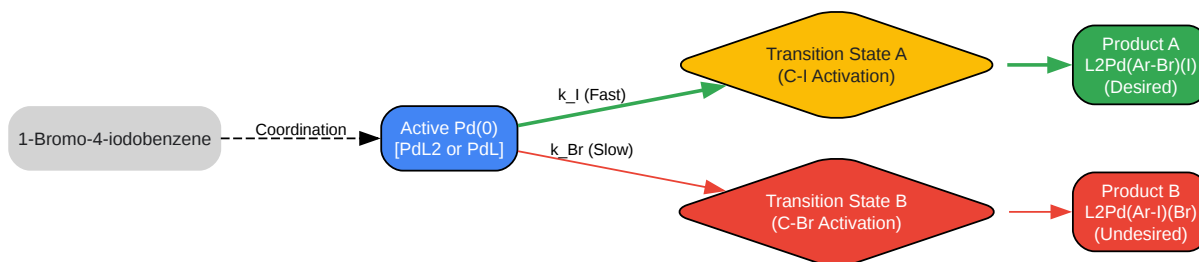 1-Bromo-4-iodobenzene
Coordination
Active Pd(0)
[PdL2 or PdL]
k_I (Fast)
k_Br (Slow)
Transition State A
(C-I Activation)
Transition State B
(C-Br Activation)
Product A
L2Pd(Ar-Br)(I)
(Desired)
Product B
L2Pd(Ar-I)(Br)
(Undesired)